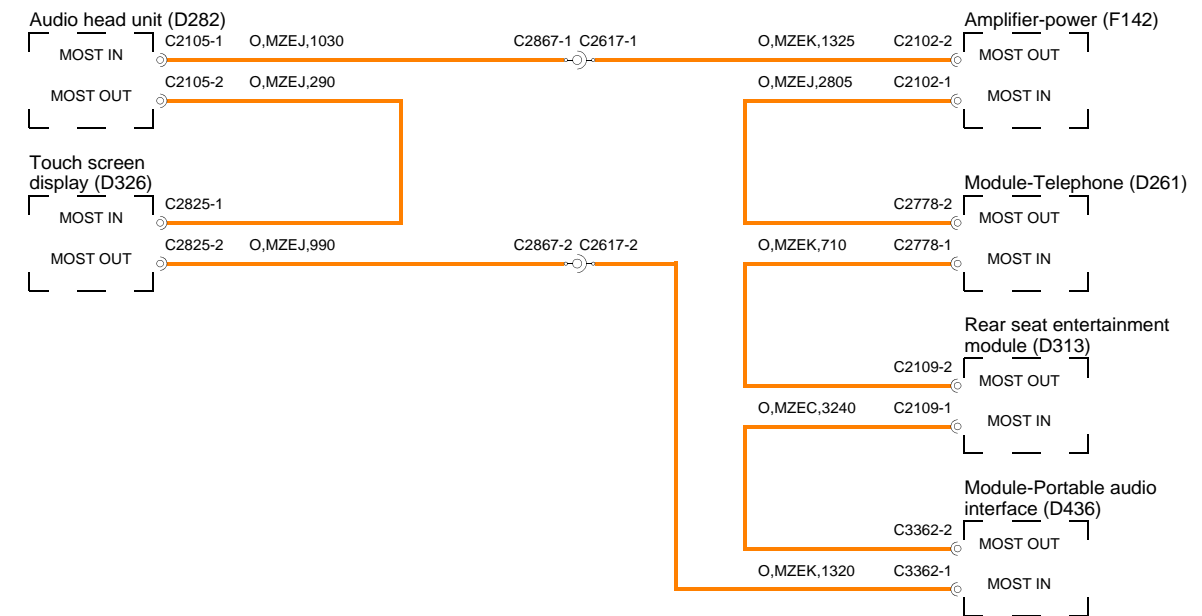 Audio head unit (D282)
MOST IN
C2105-1 O,MZEJ,1030 C2867-1 C2617-1 O,MZEK,1325 C2102-2
Amplifier-power (F142)
MOST OUT
C2105-2 O,MZEJ,290
MOST OUT
O,MZEJ,2805 C2102-1
MOST IN
Touch screen
display (D326)
C2825-1
MOST IN
Module-Telephone (D261)
C2778-2
MOST OUT
C2825-2 O,MZEJ,990 C2867-2 C2617-2 O,MZEK,710 C2778-1
MOST OUT
MOST IN
Rear seat entertainment
module (D313)
C2109-2
MOST OUT
O,MZEC,3240 C2109-1
MOST IN
Module-Portable audio
interface (D436)
C3362-2
MOST OUT
O,MZEK,1320 C3362-1
MOST IN